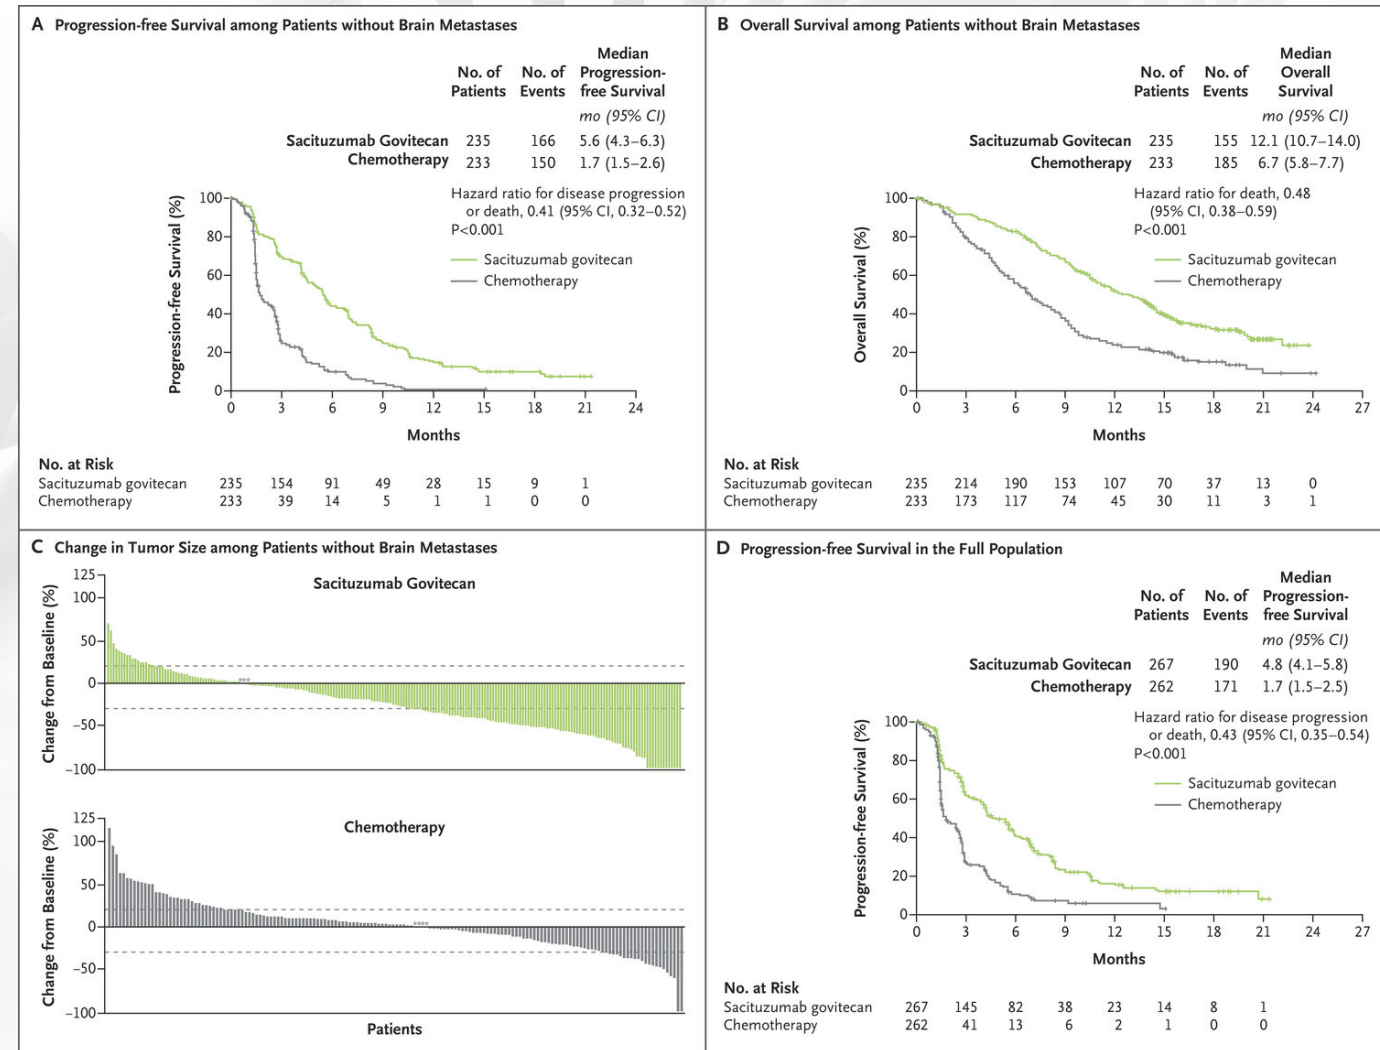 A Progression-free Survival among Patients without Brain Metastases
No. of Patients No. of Events Median Progression-free Survival
mo (95% CI)
Sacituzumab Govitecan 235 166 5.6 (4.3–6.3)
Chemotherapy 233 150 1.7 (1.5–2.6)
Hazard ratio for disease progression
or death, 0.41 (95% CI, 0.32–0.52)
P<0.001
Sacituzumab govitecan
Chemotherapy
Progression-free Survival (%)
100
80
60
40
20
0
0 3 6 9 12 15 18 21 24
Months
No. at Risk
Sacituzumab govitecan 235 154 91 49 28 15 9 1
Chemotherapy 233 39 14 5 1 1 0 0
B Overall Survival among Patients without Brain Metastases
No. of Patients No. of Events Median Overall Survival
mo (95% CI)
Sacituzumab Govitecan 235 155 12.1 (10.7–14.0)
Chemotherapy 233 185 6.7 (5.8–7.7)
Hazard ratio for death, 0.48
(95% CI, 0.38–0.59)
P<0.001
Sacituzumab govitecan
Chemotherapy
Overall Survival (%)
100
80
60
40
20
0
0 3 6 9 12 15 18 21 24 27
Months
No. at Risk
Sacituzumab govitecan 235 214 190 153 107 70 37 13 0
Chemotherapy 233 173 117 74 45 30 11 3 1
C Change in Tumor Size among Patients without Brain Metastases
Sacituzumab Govitecan
Change from Baseline (%)
125
100
50
0
–50
–100
***
Chemotherapy
Change from Baseline (%)
125
100
50
0
–50
–100
****
Patients
D Progression-free Survival in the Full Population
No. of Patients No. of Events Median Progression-free Survival
mo (95% CI)
Sacituzumab Govitecan 267 190 4.8 (4.1–5.8)
Chemotherapy 262 171 1.7 (1.5–2.5)
Hazard ratio for disease progression
or death, 0.43 (95% CI, 0.35–0.54)
P<0.001
Sacituzumab govitecan
Chemotherapy
Progression-free Survival (%)
100
80
60
40
20
0
0 3 6 9 12 15 18 21 24 27
Months
No. at Risk
Sacituzumab govitecan 267 145 82 38 23 14 8 1
Chemotherapy 262 41 13 6 2 1 0 0